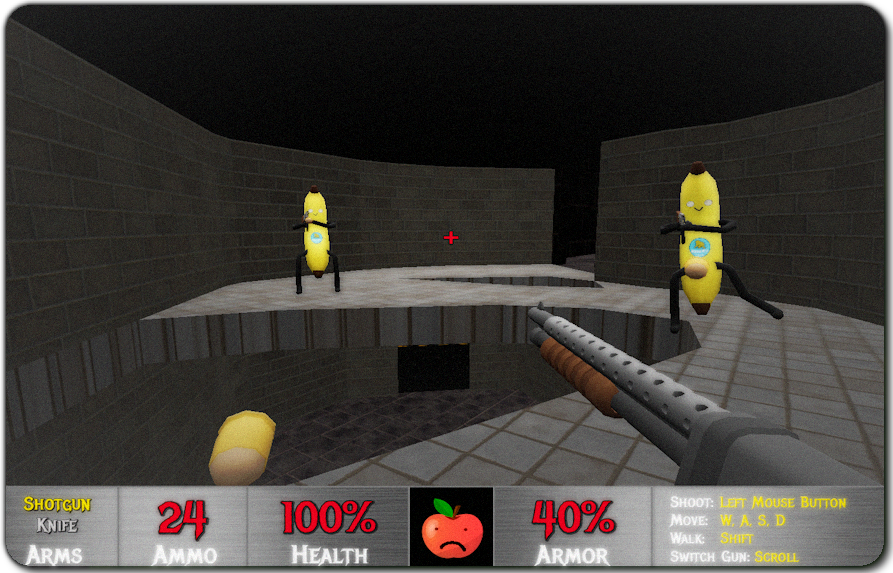 SHOTGUN
KNIFE
ARMS
24
AMMO
100%
HEALTH
40%
ARMOR
SHOOT: LEFT MOUSE BUTTON
MOVE: W, A, S, D
WALK: SHIFT
SWITCH GUN: SCROLL